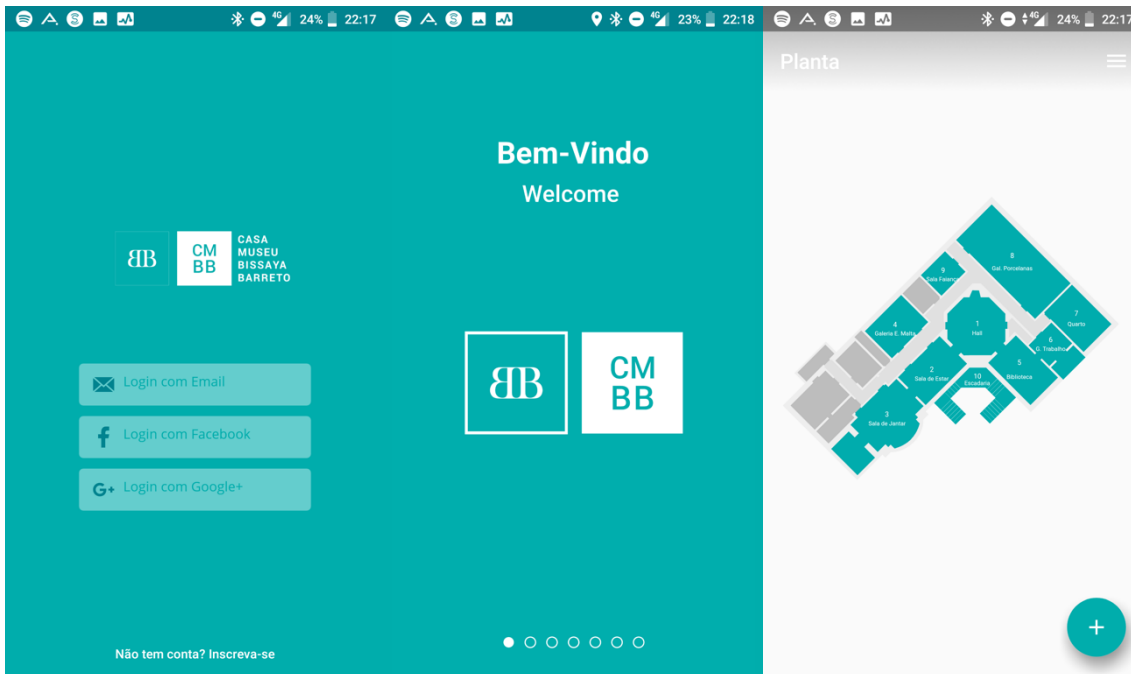 4G 24% 22:17
BB
CM
BB
CASA
MUSEU
BISSAYA
BARRETO
Login com Email
f Login com Facebook
G+ Login com Google+
Não tem conta? Inscreva-se
4G 23% 22:18
Bem-Vindo
Welcome
BB
CM
BB
4G 24% 22:17
Planta
8
Gal. Porcelanas
9
Sala Faiança
7
Quarto
4
Galeria E. Malta
1
Hall
6
G. Trabalho
5
Biblioteca
2
Sala de Estar
10
Escadaria
3
Sala de Jantar
+